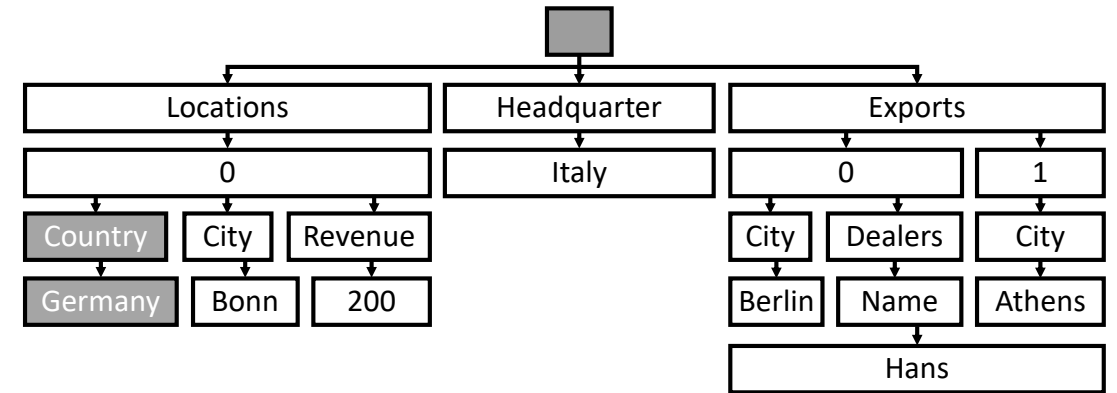 Locations Headquarter Exports
0 Italy 0 1
Country City Revenue City Dealers City
Germany Bonn 200 Berlin Name Athens
Hans